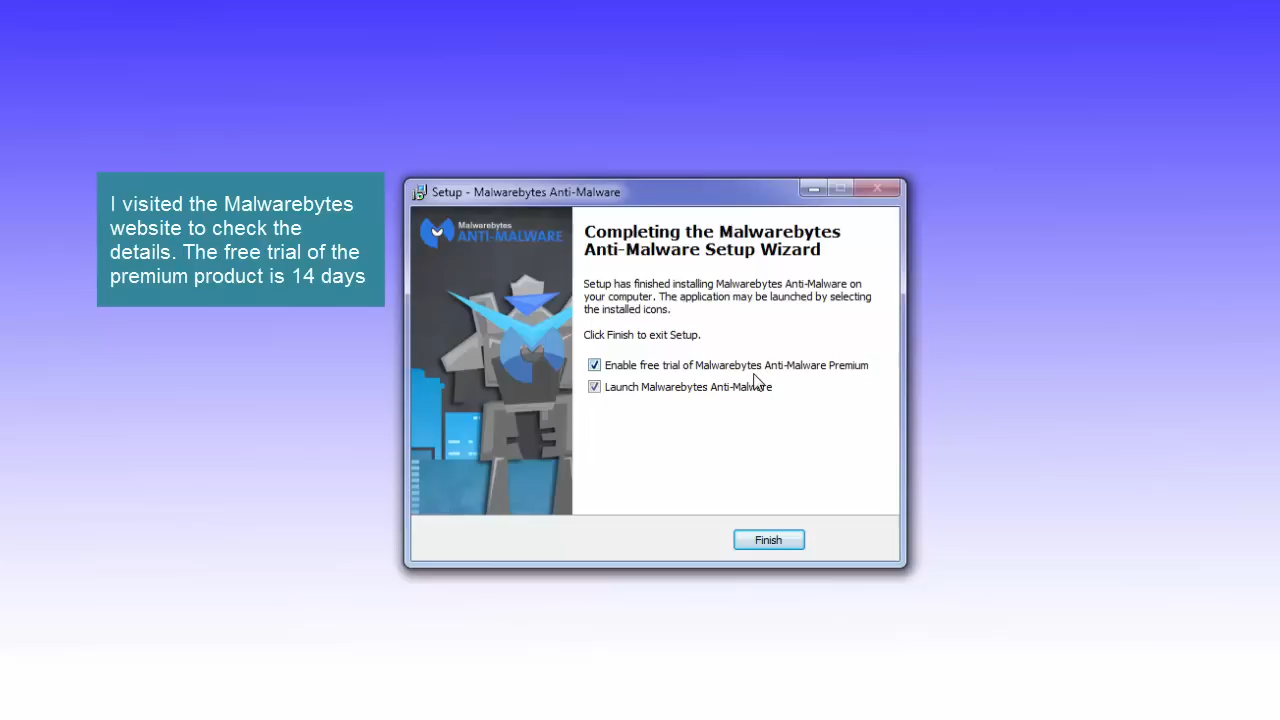 I visited the Malwarebytes
website to check the
details. The free trial of the
premium product is 14 days
Setup - Malwarebytes Anti-Malware
Malwarebytes
ANTI-MALWARE
Completing the Malwarebytes
Anti-Malware Setup Wizard
Setup has finished installing Malwarebytes Anti-Malware on
your computer. The application may be launched by selecting
the installed icons.
Click Finish to exit Setup.
Enable free trial of Malwarebytes Anti-Malware Premium
Launch Malwarebytes Anti-Malware
Finish